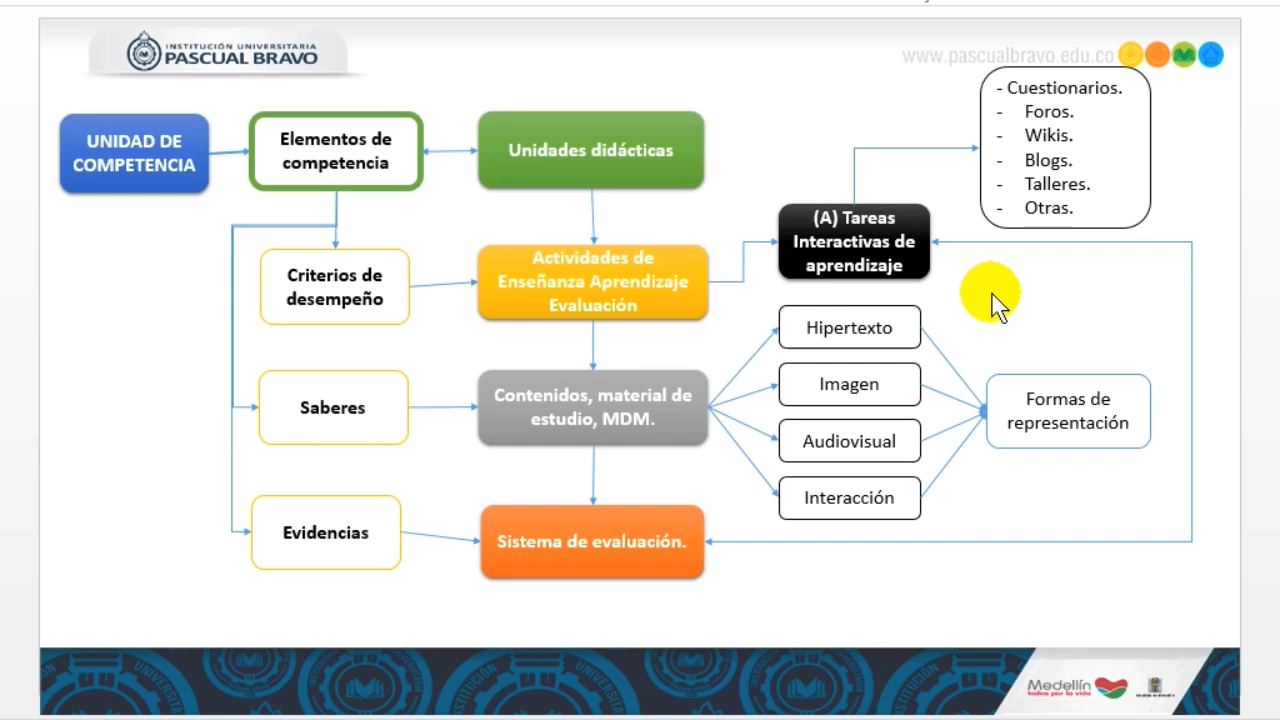 INSTITUCIÓN UNIVERSITARIA
PASCUAL BRAVO
www.pascualbravo.edu.co
UNIDAD DE
COMPETENCIA
Elementos de
competencia
Unidades didácticas
- Cuestionarios.
- Foros.
- Wikis.
- Blogs.
- Talleres.
- Otras.
(A) Tareas
Interactivas de
aprendizaje
Criterios de
desempeño
Actividades de
Enseñanza Aprendizaje
Evaluación
Hipertexto
Imagen
Audiovisual
Interacción
Formas de
representación
Saberes
Contenidos, material de
estudio, MDM.
Evidencias
Sistema de evaluación.
Medellín
todos por la vida